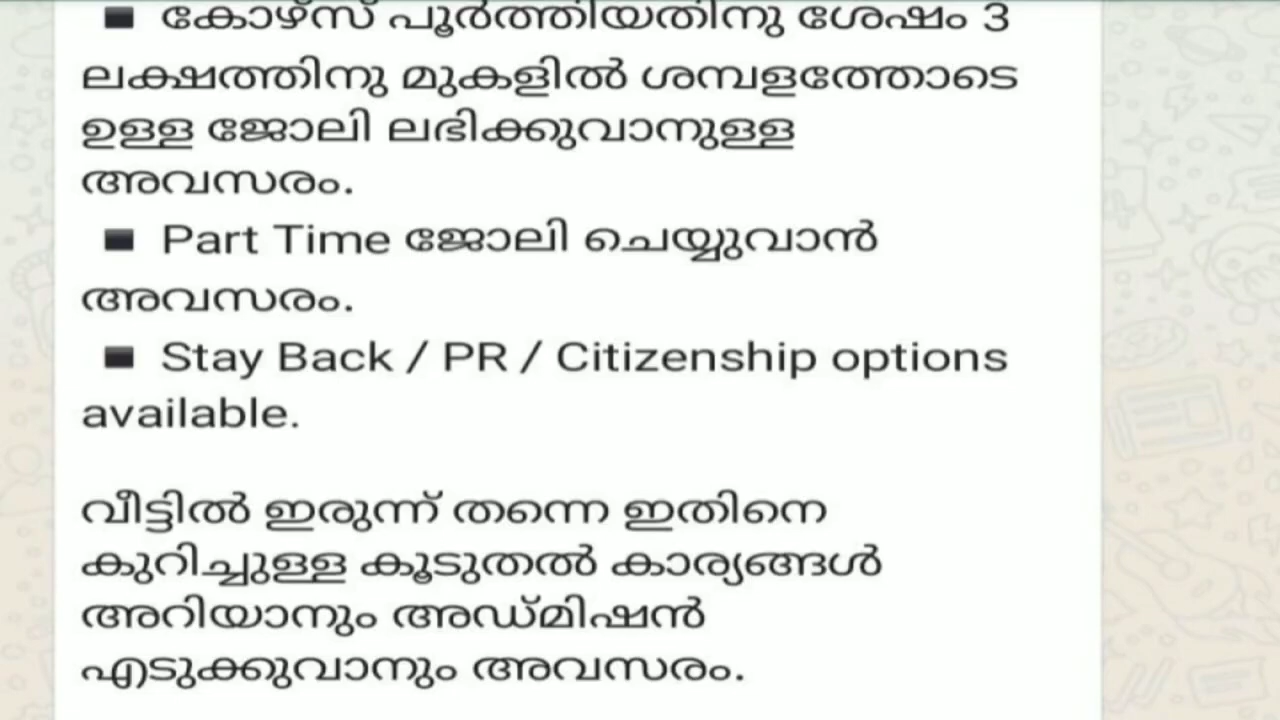 ▪ കോഴ്സ് പൂർത്തിയതിനു ശേഷം 3
ലക്ഷത്തിനു മുകളിൽ ശമ്പളത്തോടെ
ഉള്ള ജോലി ലഭിക്കുവാനുള്ള
അവസരം.
▪ Part Time ജോലി ചെയ്യുവാൻ
അവസരം.
▪ Stay Back / PR / Citizenship options
available.
വീട്ടിൽ ഇരുന്ന് തന്നെ ഇതിനെ
കുറിച്ചുള്ള കൂടുതൽ കാര്യങ്ങൾ
അറിയാനും അഡ്മിഷൻ
എടുക്കുവാനും അവസരം.